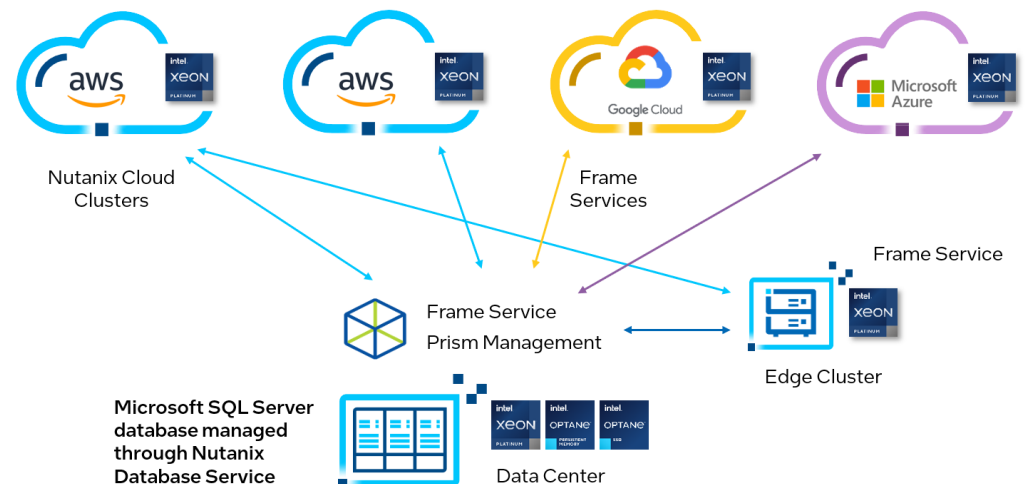 aws
intel
XEON
PLATINUM
aws
intel
XEON
PLATINUM
Google Cloud
intel
XEON
PLATINUM
Microsoft
Azure
intel
XEON
PLATINUM
Nutanix Cloud
Clusters
Frame
Services
Frame Service
intel
XEON
PLATINUM
Frame Service
Prism Management
Edge Cluster
Microsoft SQL Server
database managed
through Nutanix
Database Service
intel
XEON
PLATINUM
intel
OPTANE
PERSISTENT
MEMORY
intel
OPTANE
SSD
Data Center